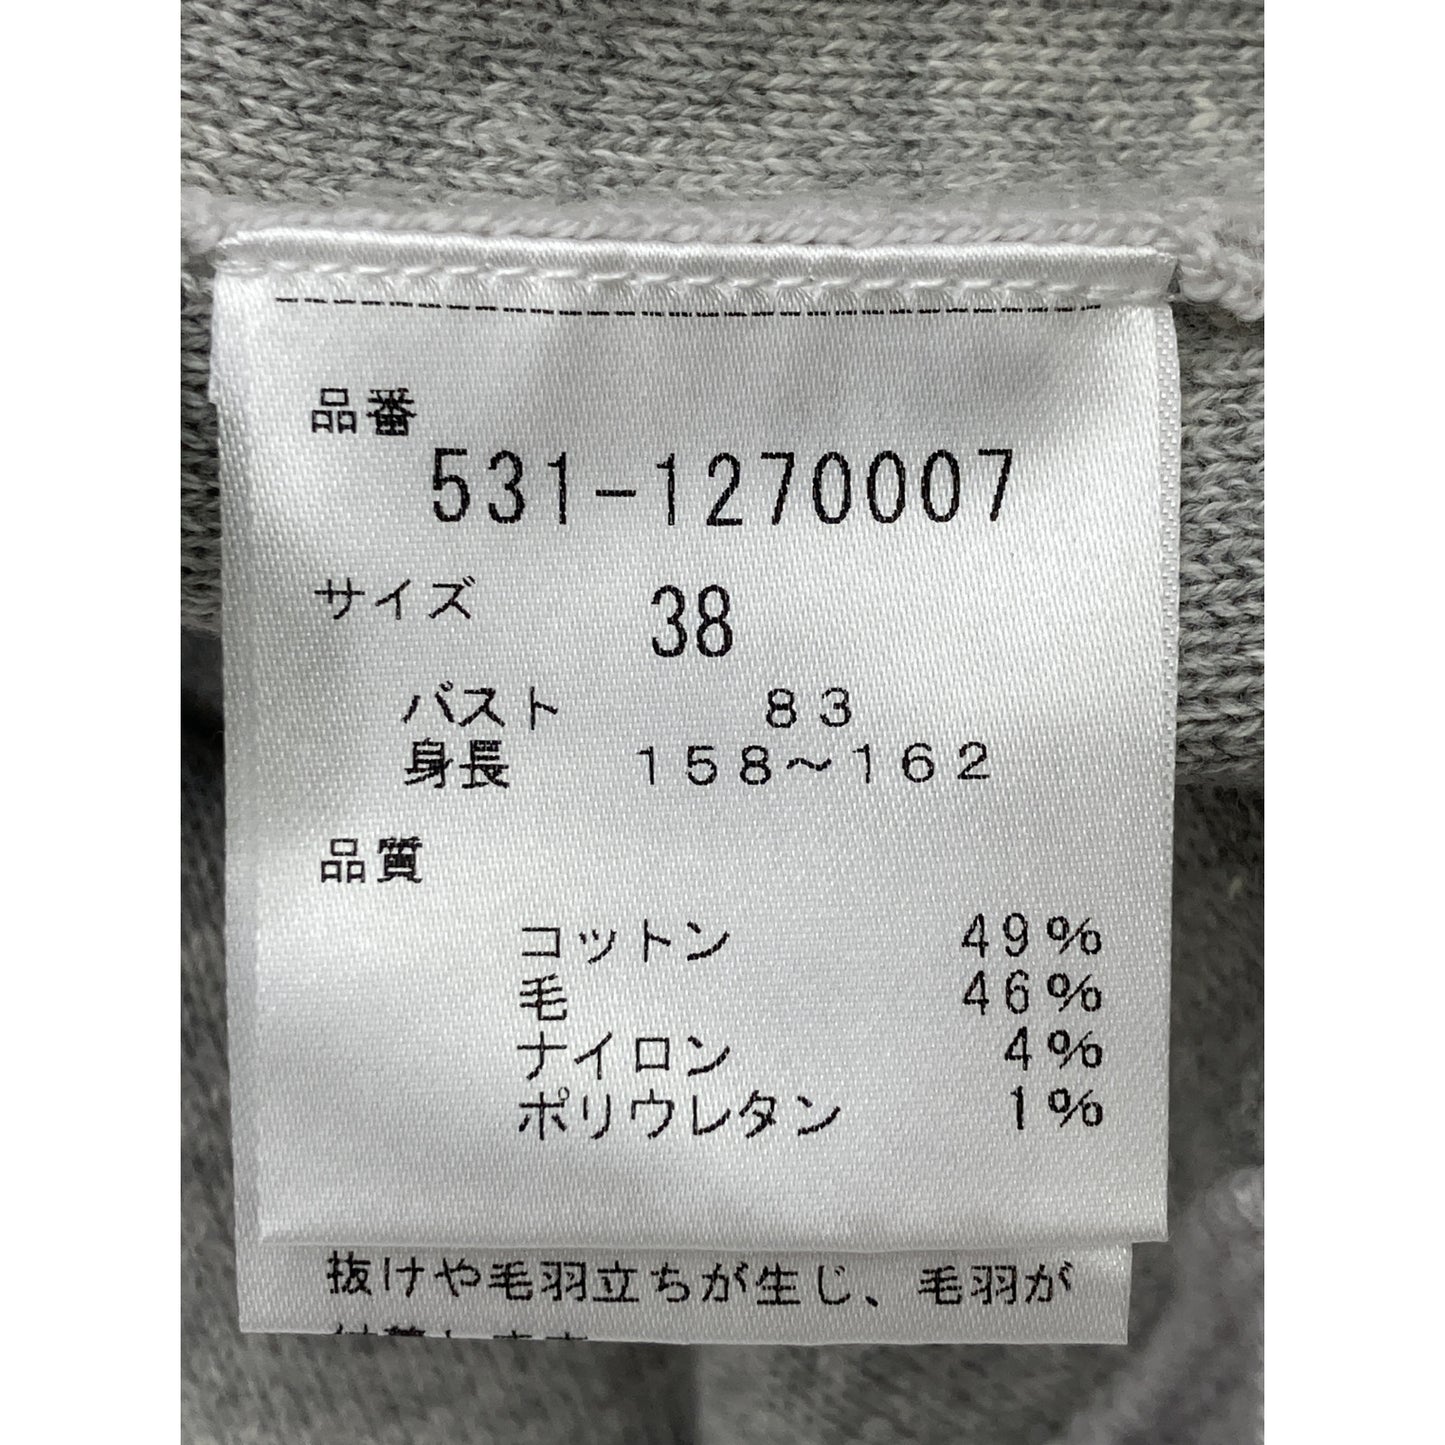 品番
531-1270007
サイズ 38
バスト 83
身長 158～162
品質
コットン 49%
毛 46%
ナイロン 4%
ポリウレタン 1%
抜けや毛羽立ちが生じ、毛羽が